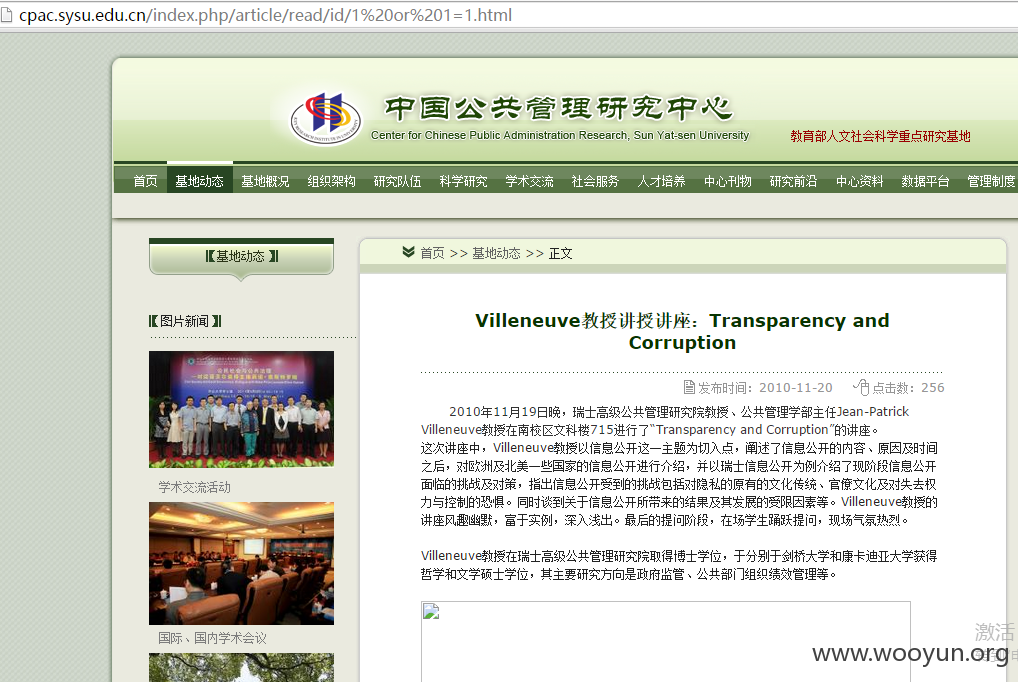 cpac.sysu.edu.cn/index.php/article/read/id/1%20or%201=1.html
中国公共管理研究中心
Center for Chinese Public Administration Research, Sun Yat-sen University
教育部人文社会科学重点研究基地
首页 基地动态 基地概况 组织架构 研究队伍 科学研究 学术交流 社会服务 人才培养 中心刊物 研究前沿 中心资料 数据平台 管理制度
【基地动态】
首页 >> 基地动态 >> 正文
【图片新闻】
Villeneuve教授讲授讲座：Transparency and
Corruption
发布时间：2010-11-20 点击数：256
2010年11月19日晚，瑞士高级公共管理研究院教授、公共管理学部主任Jean-Patrick
Villeneuve教授在南校区文科楼715进行了“Transparency and Corruption”的讲座。
这次讲座中，Villeneuve教授以信息公开这一主题为切入点，阐述了信息公开的内容、原因及时间
之后，对欧洲及北美一些国家的信息公开进行介绍，并以瑞士信息公开为例介绍了现阶段信息公开
面临的挑战及对策，指出信息公开受到的挑战包括对隐私的原有的文化传统、官僚文化及对失去权
力与控制的恐惧。同时谈到关于信息公开所带来的结果及其发展的受限因素等。Villeneuve教授的
讲座风趣幽默，富于实例，深入浅出。最后的提问阶段，在场学生踊跃提问，现场气氛热烈。
Villeneuve教授在瑞士高级公共管理研究院取得博士学位，于分别于剑桥大学和康卡迪亚大学获得
哲学和文学硕士学位，其主要研究方向是政府监管、公共部门组织绩效管理等。
学术交流活动
国际、国内学术会议
激活
www.wooyun.org